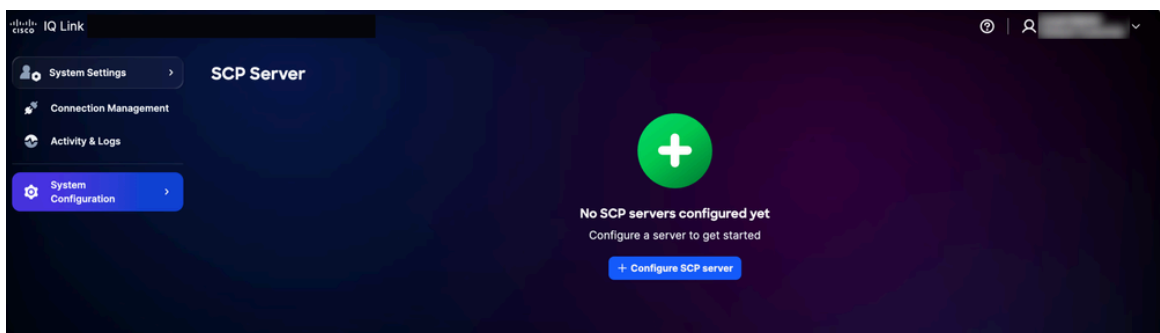 cisco IQ Link
System Settings
SCP Server
Connection Management
Activity & Logs
System
Configuration
No SCP servers configured yet
Configure a server to get started
+ Configure SCP server